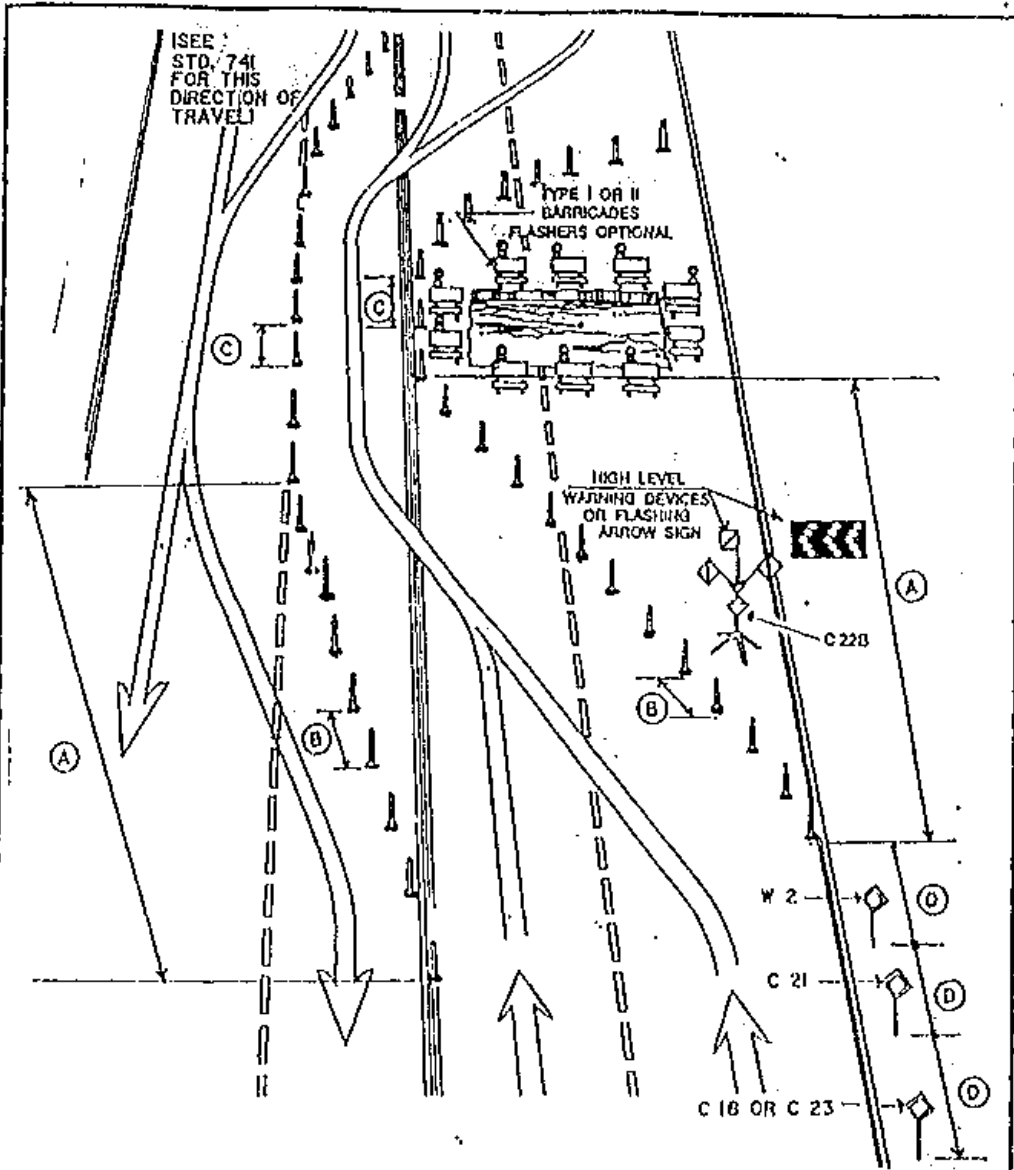 (SEE
STD. 741
FOR THIS
DIRECTION OF
TRAVEL)
TYPE I OR II
BARRICADES
FLASHERS OPTIONAL
C
C
HIGH LEVEL
WARNING DEVICES
OR FLASHING
ARROW SIGN
A
C 22B
B
B
A
W 2
D
C 21
D
C 18 OR C 23
D